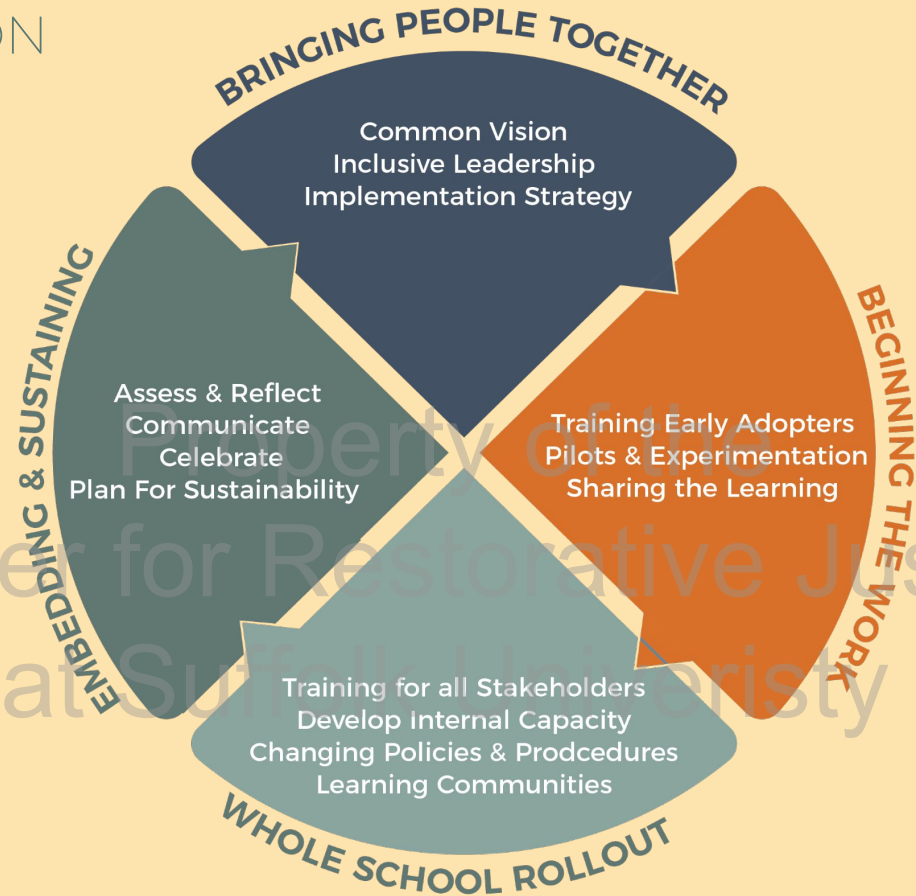 ON
BRINGING PEOPLE TOGETHER
Common Vision
Inclusive Leadership
Implementation Strategy
BEGINNING THE WORK
Training Early Adopters
Pilots & Experimentation
Sharing the Learning
WHOLE SCHOOL ROLLOUT
Training for all Stakeholders
Develop Internal Capacity
Changing Policies & Prodcedures
Learning Communities
EMBEDDING & SUSTAINING
Assess & Reflect
Communicate
Celebrate
Plan For Sustainability
Property of the
er for Restorative Jus
at Suffolk Univeristy